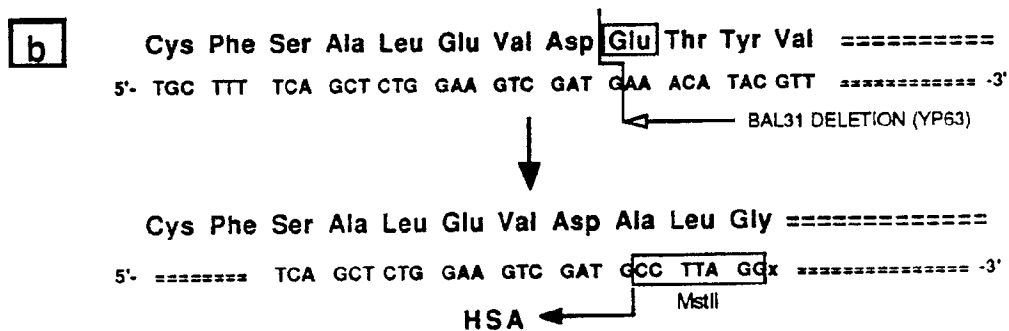 b
Cys Phe Ser Ala Leu Glu Val Asp Glu Thr Tyr Val ==========
5'- TGC TTT TCA GCT CTG GAA GTC GAT GAA ACA TAC GTT ============= -3'
BAL31 DELETION (YP63)
Cys Phe Ser Ala Leu Glu Val Asp Ala Leu Gly =============
5'- ======== TCA GCT CTG GAA GTC GAT GCC TTA GGx =============== -3'
MstII
HSA